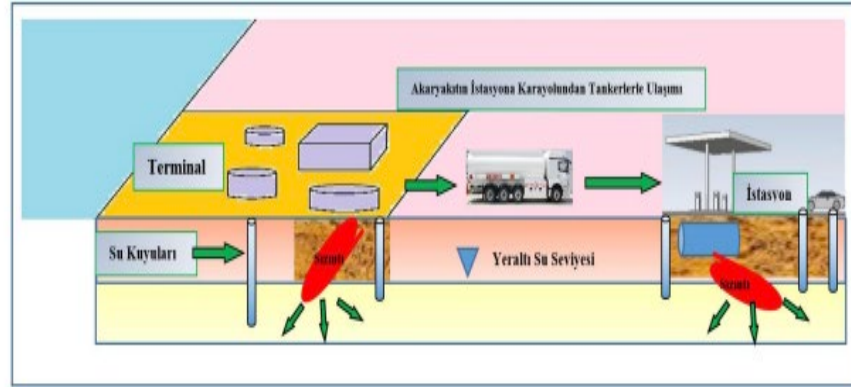 Akaryakıtın İstasyona Karayolundan Tankerlerle Ulaşımı
Terminal
İstasyon
Su Kuyuları
Sızıntı
Yeraltı Su Seviyesi
Sızıntı